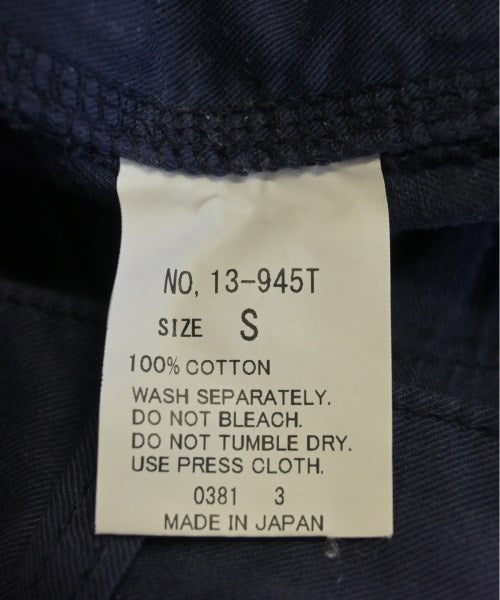 NO. 13-945T
SIZE S
100% COTTON
WASH SEPARATELY.
DO NOT BLEACH.
DO NOT TUMBLE DRY.
USE PRESS CLOTH.
0381 3
MADE IN JAPAN